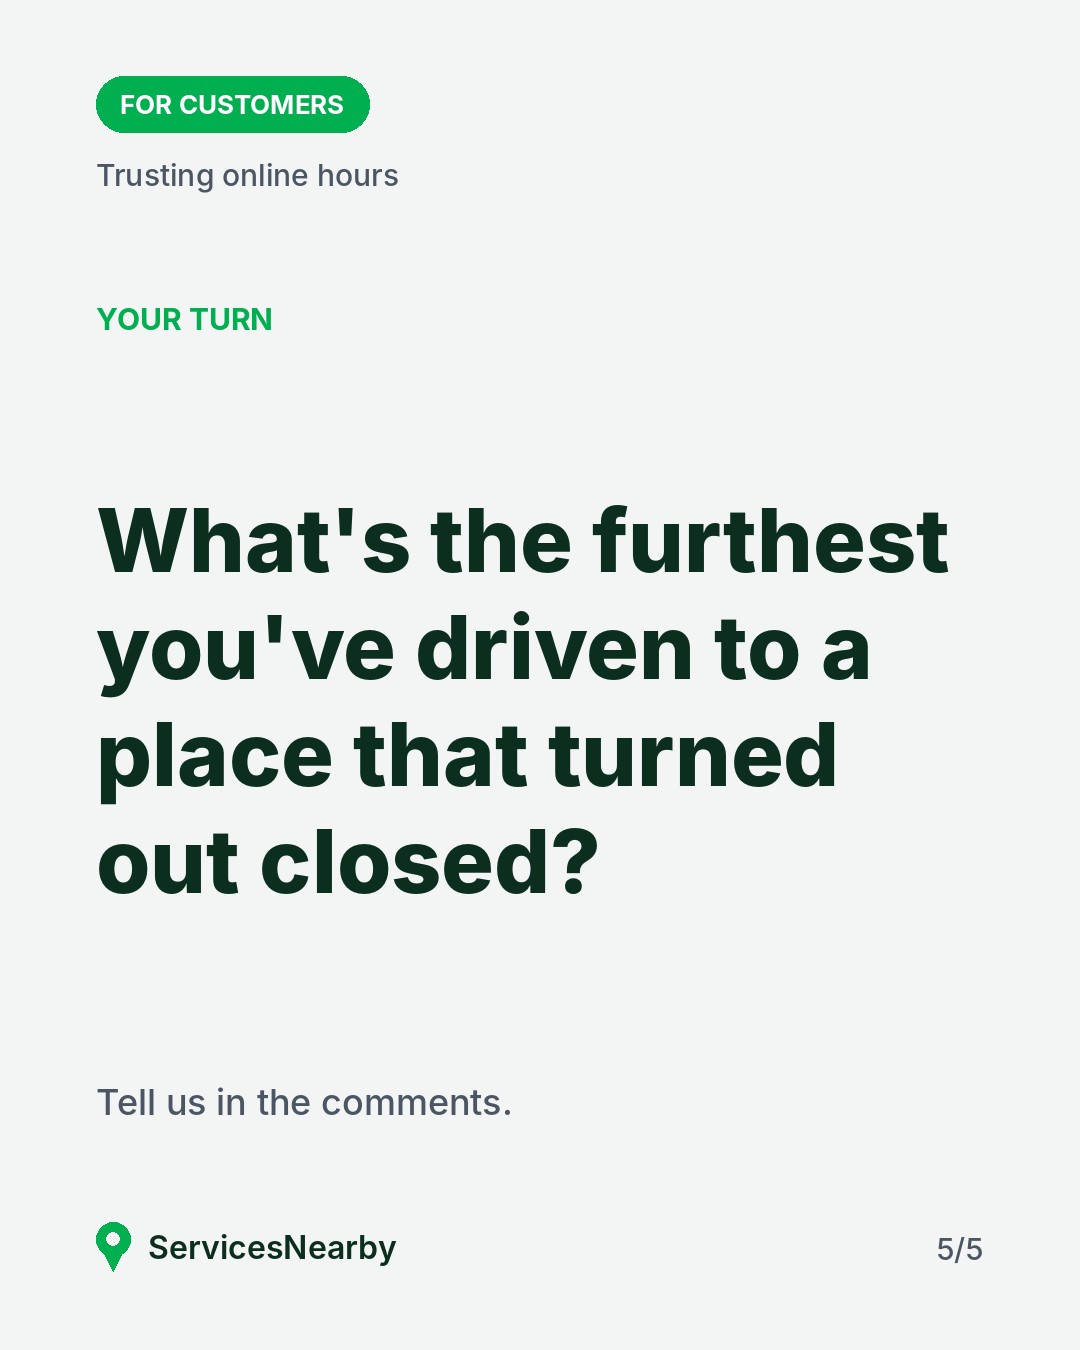 FOR CUSTOMERS
Trusting online hours
YOUR TURN
What's the furthest
you've driven to a
place that turned
out closed?
Tell us in the comments.
ServicesNearby
5/5